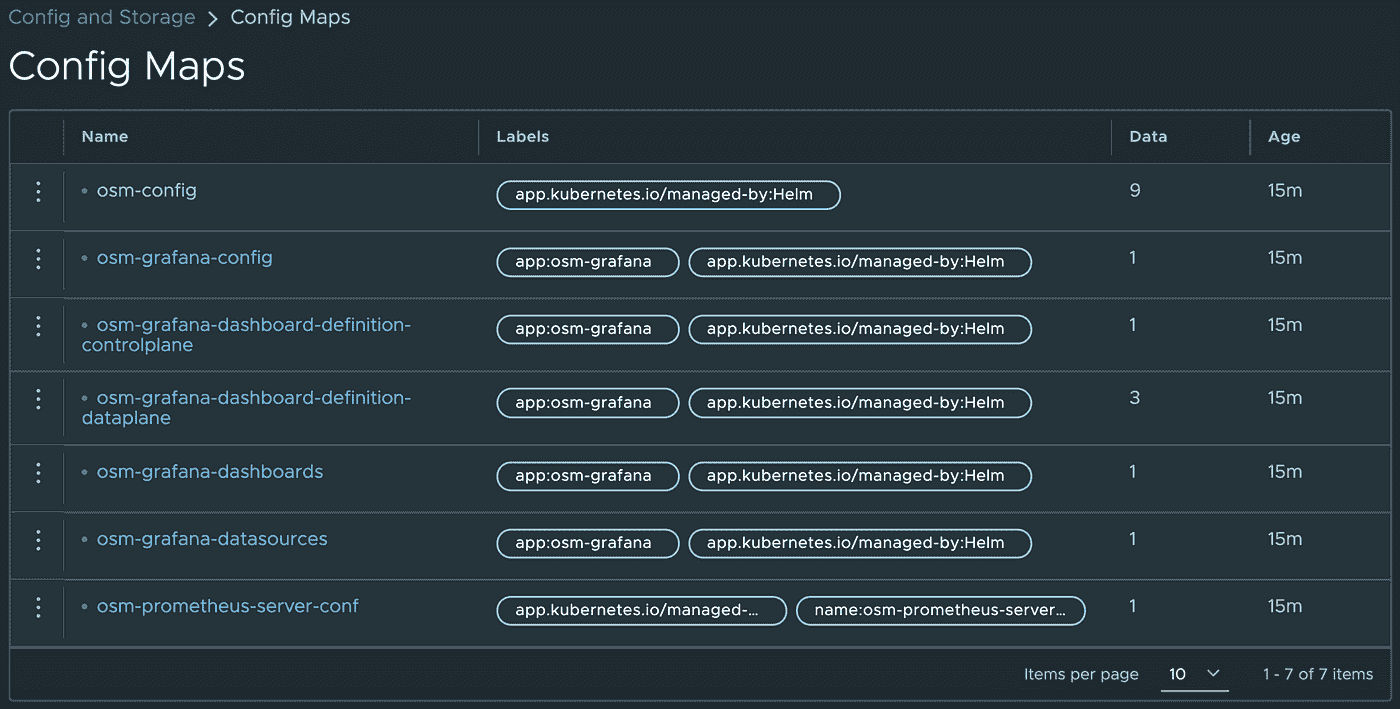 Config and Storage > Config Maps
Config Maps
Name Labels Data Age
osm-config app.kubernetes.io/managed-by:Helm 9 15m
osm-grafana-config app:osm-grafana app.kubernetes.io/managed-by:Helm 1 15m
osm-grafana-dashboard-definition- app:osm-grafana app.kubernetes.io/managed-by:Helm 1 15m
controlplane
osm-grafana-dashboard-definition- app:osm-grafana app.kubernetes.io/managed-by:Helm 3 15m
dataplane
osm-grafana-dashboards app:osm-grafana app.kubernetes.io/managed-by:Helm 1 15m
osm-grafana-datasources app:osm-grafana app.kubernetes.io/managed-by:Helm 1 15m
osm-prometheus-server-conf app.kubernetes.io/managed-... name:osm-prometheus-server... 1 15m
Items per page 10 1 - 7 of 7 items